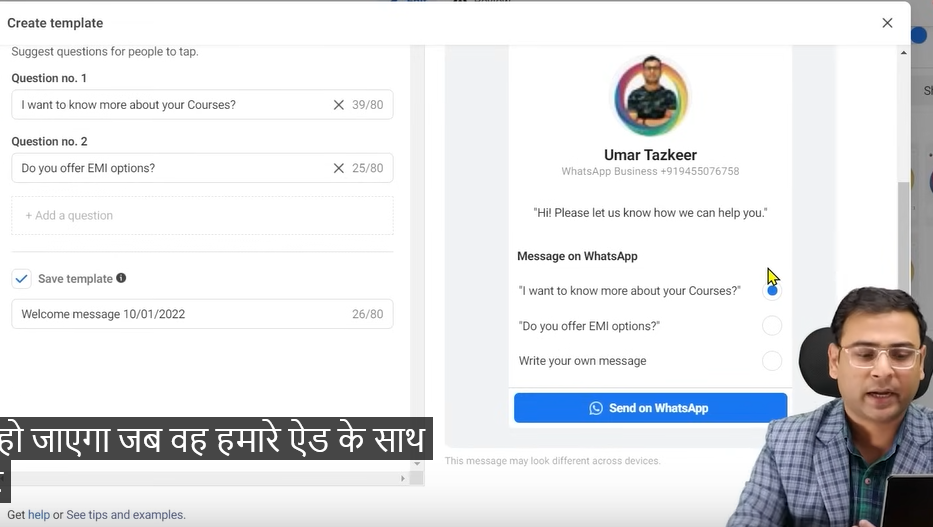 Create template
Suggest questions for people to tap.
Question no. 1
I want to know more about your Courses? 39/80
Question no. 2
Do you offer EMI options? 25/80
+ Add a question
Save template
Welcome message 10/01/2022 26/80
Umar Tazkeer
WhatsApp Business +919455076758
"Hi! Please let us know how we can help you."
Message on WhatsApp
"I want to know more about your Courses?"
"Do you offer EMI options?"
Write your own message
Send on WhatsApp
This message may look different across devices.
हो जाएगा जब वह हमारे ऐड के साथ
Get help or See tips and examples.